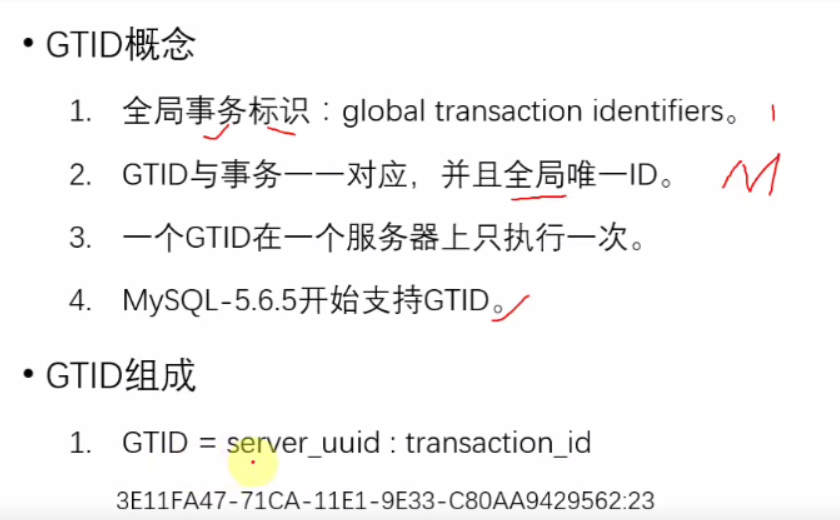 • GTID概念
1. 全局事务标识：global transaction identifiers。
2. GTID与事务一一对应，并且全局唯一ID。
3. 一个GTID在一个服务器上只执行一次。
4. MySQL-5.6.5开始支持GTID。
• GTID组成
1. GTID = server_uuid : transaction_id
3E11FA47-71CA-11E1-9E33-C80AA9429562:23